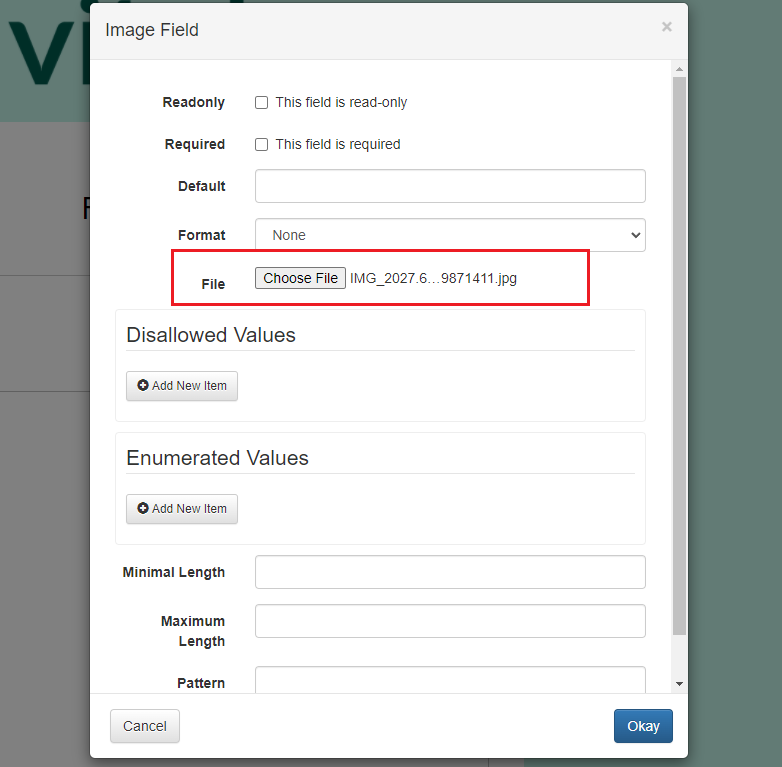 Image Field
×
Readonly This field is read-only
Required This field is required
Default
Format None
File Choose File IMG_2027.6...9871411.jpg
Disallowed Values
Add New Item
Enumerated Values
Add New Item
Minimal Length
Maximum
Length
Pattern
Cancel Okay